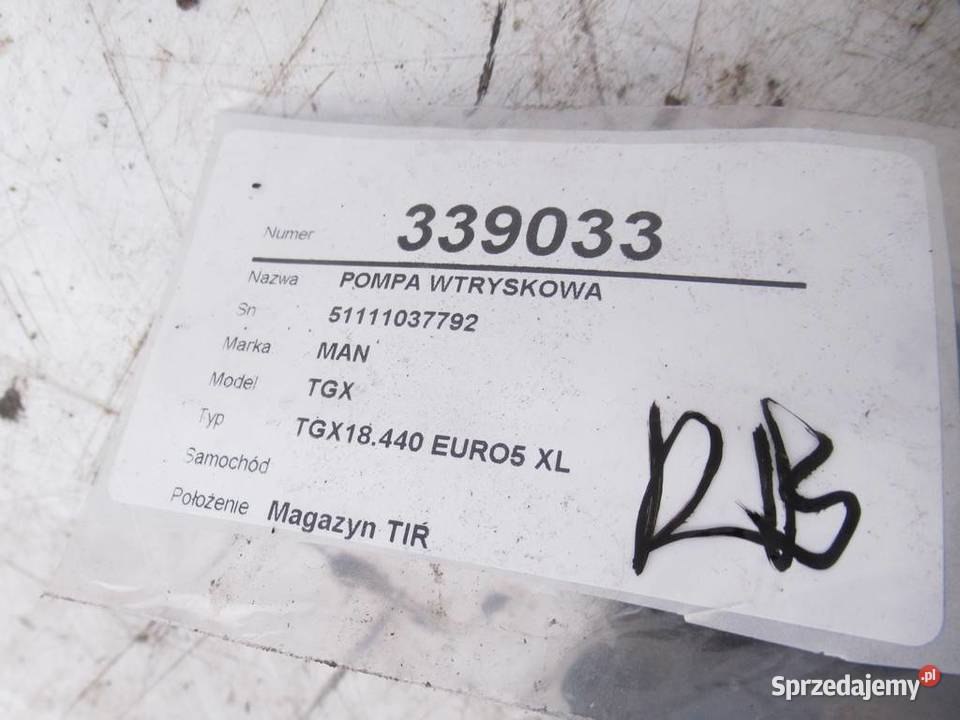 Numer 339033
Nazwa POMPA WTRYSKOWA
Sn 51111037792
Marka MAN
Model TGX
Typ TGX18.440 EURO5 XL
Samochód
Położenie Magazyn TIR
Sprzedajemy.pl